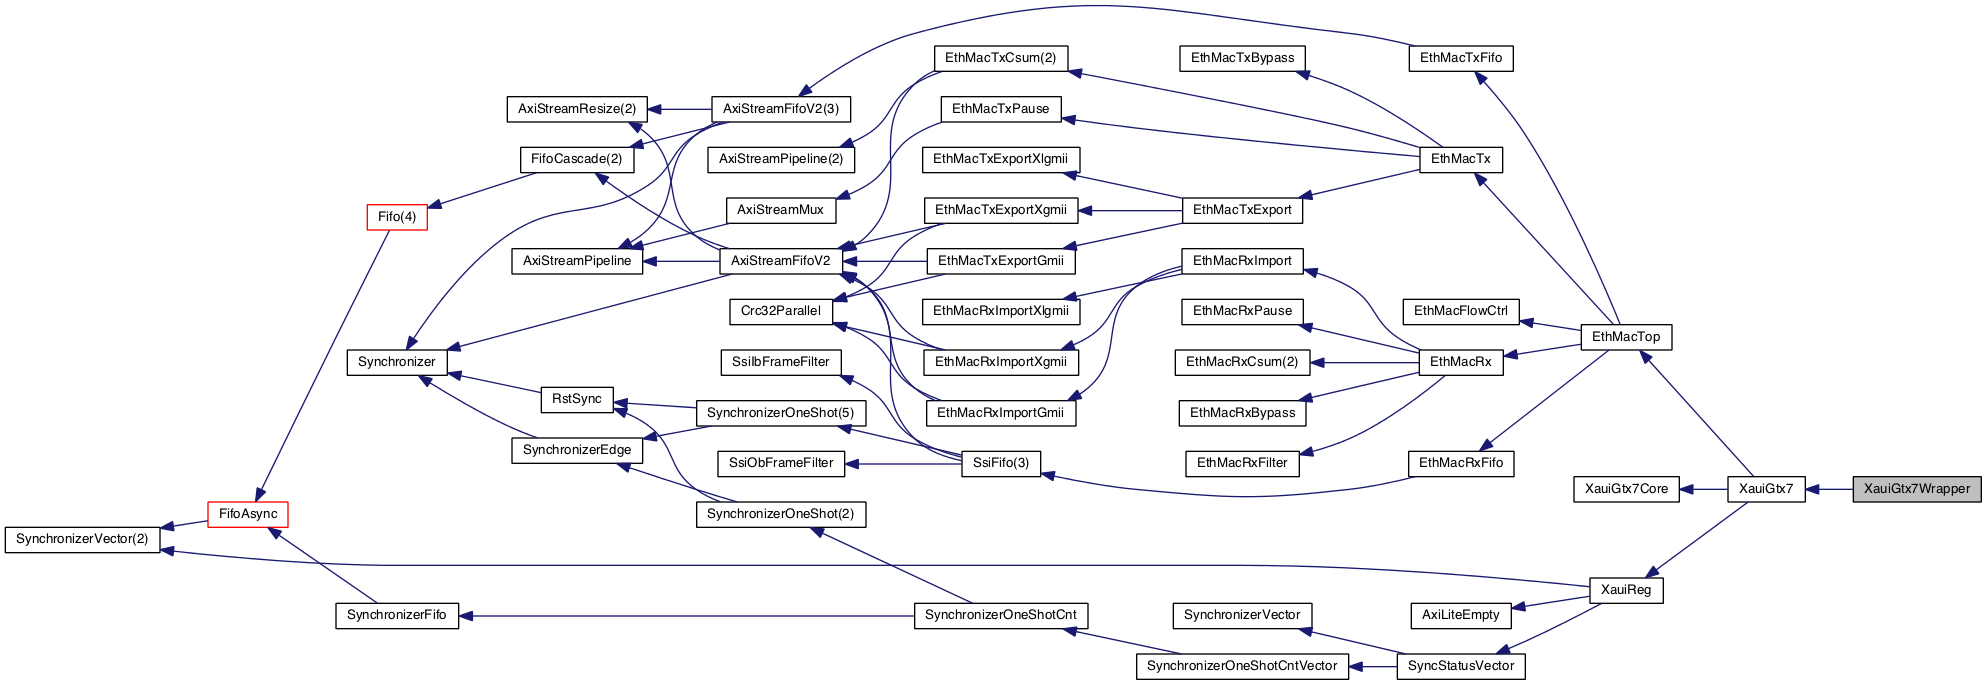 EthMacTxCsum(2)
EthMacTxBypass
EthMacTxFifo
AxiStreamResize(2)
AxiStreamFifoV2(3)
EthMacTxPause
FifoCascade(2)
AxiStreamPipeline(2)
EthMacTxExportXlgmii
EthMacTx
Fifo(4)
AxiStreamMux
EthMacTxExportXgmii
EthMacTxExport
AxiStreamPipeline
AxiStreamFifoV2
EthMacTxExportGmii
EthMacRxImport
Crc32Parallel
EthMacRxImportXlgmii
EthMacRxPause
EthMacFlowCtrl
EthMacTop
Synchronizer
SsiIbFrameFilter
EthMacRxImportXgmii
EthMacRxCsum(2)
EthMacRx
RstSync
SynchronizerOneShot(5)
EthMacRxImportGmii
EthMacRxBypass
SynchronizerEdge
SsiObFrameFilter
SsiFifo(3)
EthMacRxFilter
EthMacRxFifo
XauiGtx7Core
XauiGtx7
XauiGtx7Wrapper
FifoAsync
SynchronizerOneShot(2)
SynchronizerVector(2)
XauiReg
SynchronizerFifo
SynchronizerOneShotCnt
SynchronizerVector
AxiLiteEmpty
SynchronizerOneShotCntVector
SyncStatusVector